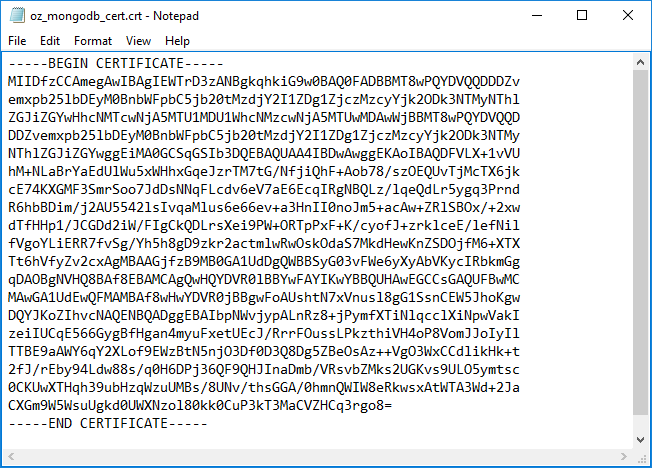 oz_mongodb_cert.crt - Notepad
File Edit Format View Help
-----BEGIN CERTIFICATE-----
MIIDfzCCAmegAwIBAgIEWTrD3zANBgkqhkiG9w0BAQ0FADBBMT8wPQYDVQQDDDZv
emxpb25lbDEyM0BnbWFpbC5jb20tMzdjY2I1ZDg1ZjczMzcyYjk2ODk3NTMyNThl
ZGJiZGYwHhcNMTcwNjA5MTU1MDU1WhcNMzcwNjA5MTUwMDAwWjBBMT8wPQYDVQQD
DDZvemxpb25lbDEyM0BnbWFpbC5jb20tMzdjY2I1ZDg1ZjczMzcyYjk2ODk3NTMy
NThlZGJiZGYwggEiMA0GCSqGSIb3DQEBAQUAA4IBDwAwggEKAoIBAQDFVLX+1vVU
hM+NLaBrYaEdUlWu5xWHhxGqeJzrTM7tG/NfjiQhF+Aob78/szOEQUvTjMcTX6jk
cE74KXGMF3SmrSoo7JdDsNNqFLcdv6eV7aE6EcqIRgNBQLz/lqeQdLr5ygq3Prnd
R6hbBDim/j2AU5542lsIvqaMlus6e66ev+a3HnII0noJm5+acAw+ZRlSBOx/+2xw
dTfHHp1/JCGDd2iW/FIgCkQDLrsXei9PW+ORTpPxF+K/cyofJ+zrklceE/lefNil
fVgoYLiERR7fvSg/Yh5h8gD9zkr2actmlwRwOskOdaS7MkdHewKnZSDOjfM6+XTX
Tt6hVfyZv2cxAgMBAAGjfzB9MB0GA1UdDgQWBBSyG03vFWe6yXyAbVKycIRbkmGg
qDAOBgNVHQ8BAf8EBAMCAgQwHQYDVR0lBBYwFAYIKwYBBQUHAwEGCCsGAQUFBwMC
MAwGA1UdEwQFMAMBAf8wHwYDVR0jBBgwFoAUshtN7xVnusl8gG1SsnCEW5JhoKgw
DQYJKoZIhvcNAQENBQADggEBAIbpNWvjypALnRz8+jPymfXTiNlqcclXiNpwVakI
zeiIUCqE566GygBfHgan4myuFxetUEcJ/RrrFOussLPkzthiVH4oP8VomJJoIyIl
TTBE9aAWY6qY2XLof9EWzBtN5njO3Df0D3Q8Dg5ZBeOsAz++VgO3WxCCdlikHk+t
2fJ/rEby94Ldw88s/q0H6DPj36QF9QHJInaDmb/VRsvbZMks2UGKvs9ULO5ymtsc
0CKUwXTHqh39ubHzqWzuUMBs/8UNv/thsGGA/0hmnQWIW8eRkwsxAtWTA3Wd+2Ja
CXGm9W5WsuUgkd0UWXNzol80kk0CuP3kT3MaCVZHCq3rgo8=
-----END CERTIFICATE-----